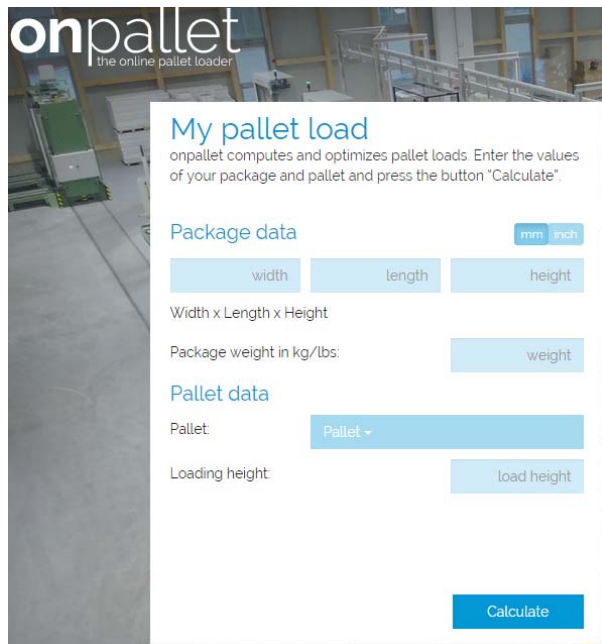 onpallet
the online pallet loader
My pallet load
onpallet computes and optimizes pallet loads. Enter the values
of your package and pallet and press the button "Calculate".
Package data
mm inch
width length height
Width x Length x Height
Package weight in kg/lbs: weight
Pallet data
Pallet: Pallet
Loading height: load height
Calculate